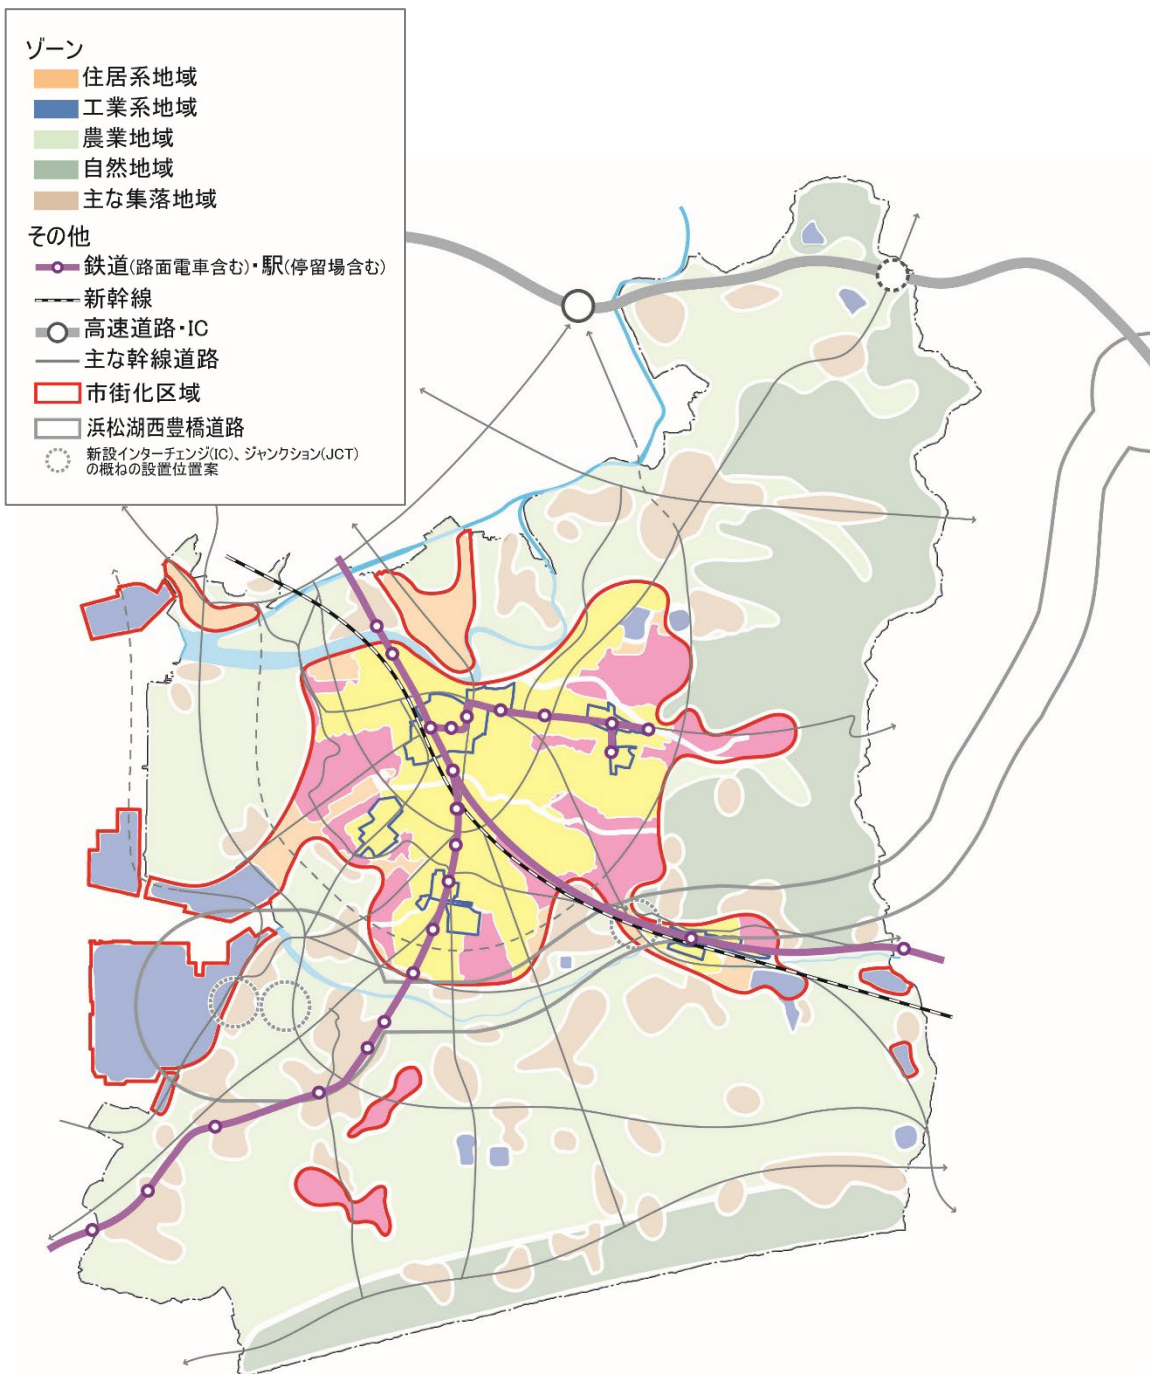 ゾーン
住居系地域
工業系地域
農業地域
自然地域
主な集落地域
その他
鉄道(路面電車含む)・駅(停留場含む)
新幹線
高速道路・IC
主な幹線道路
市街化区域
浜松湖西豊橋道路
新設インターチェンジ(IC)、ジャンクション(JCT)
の概ねの設置位置案